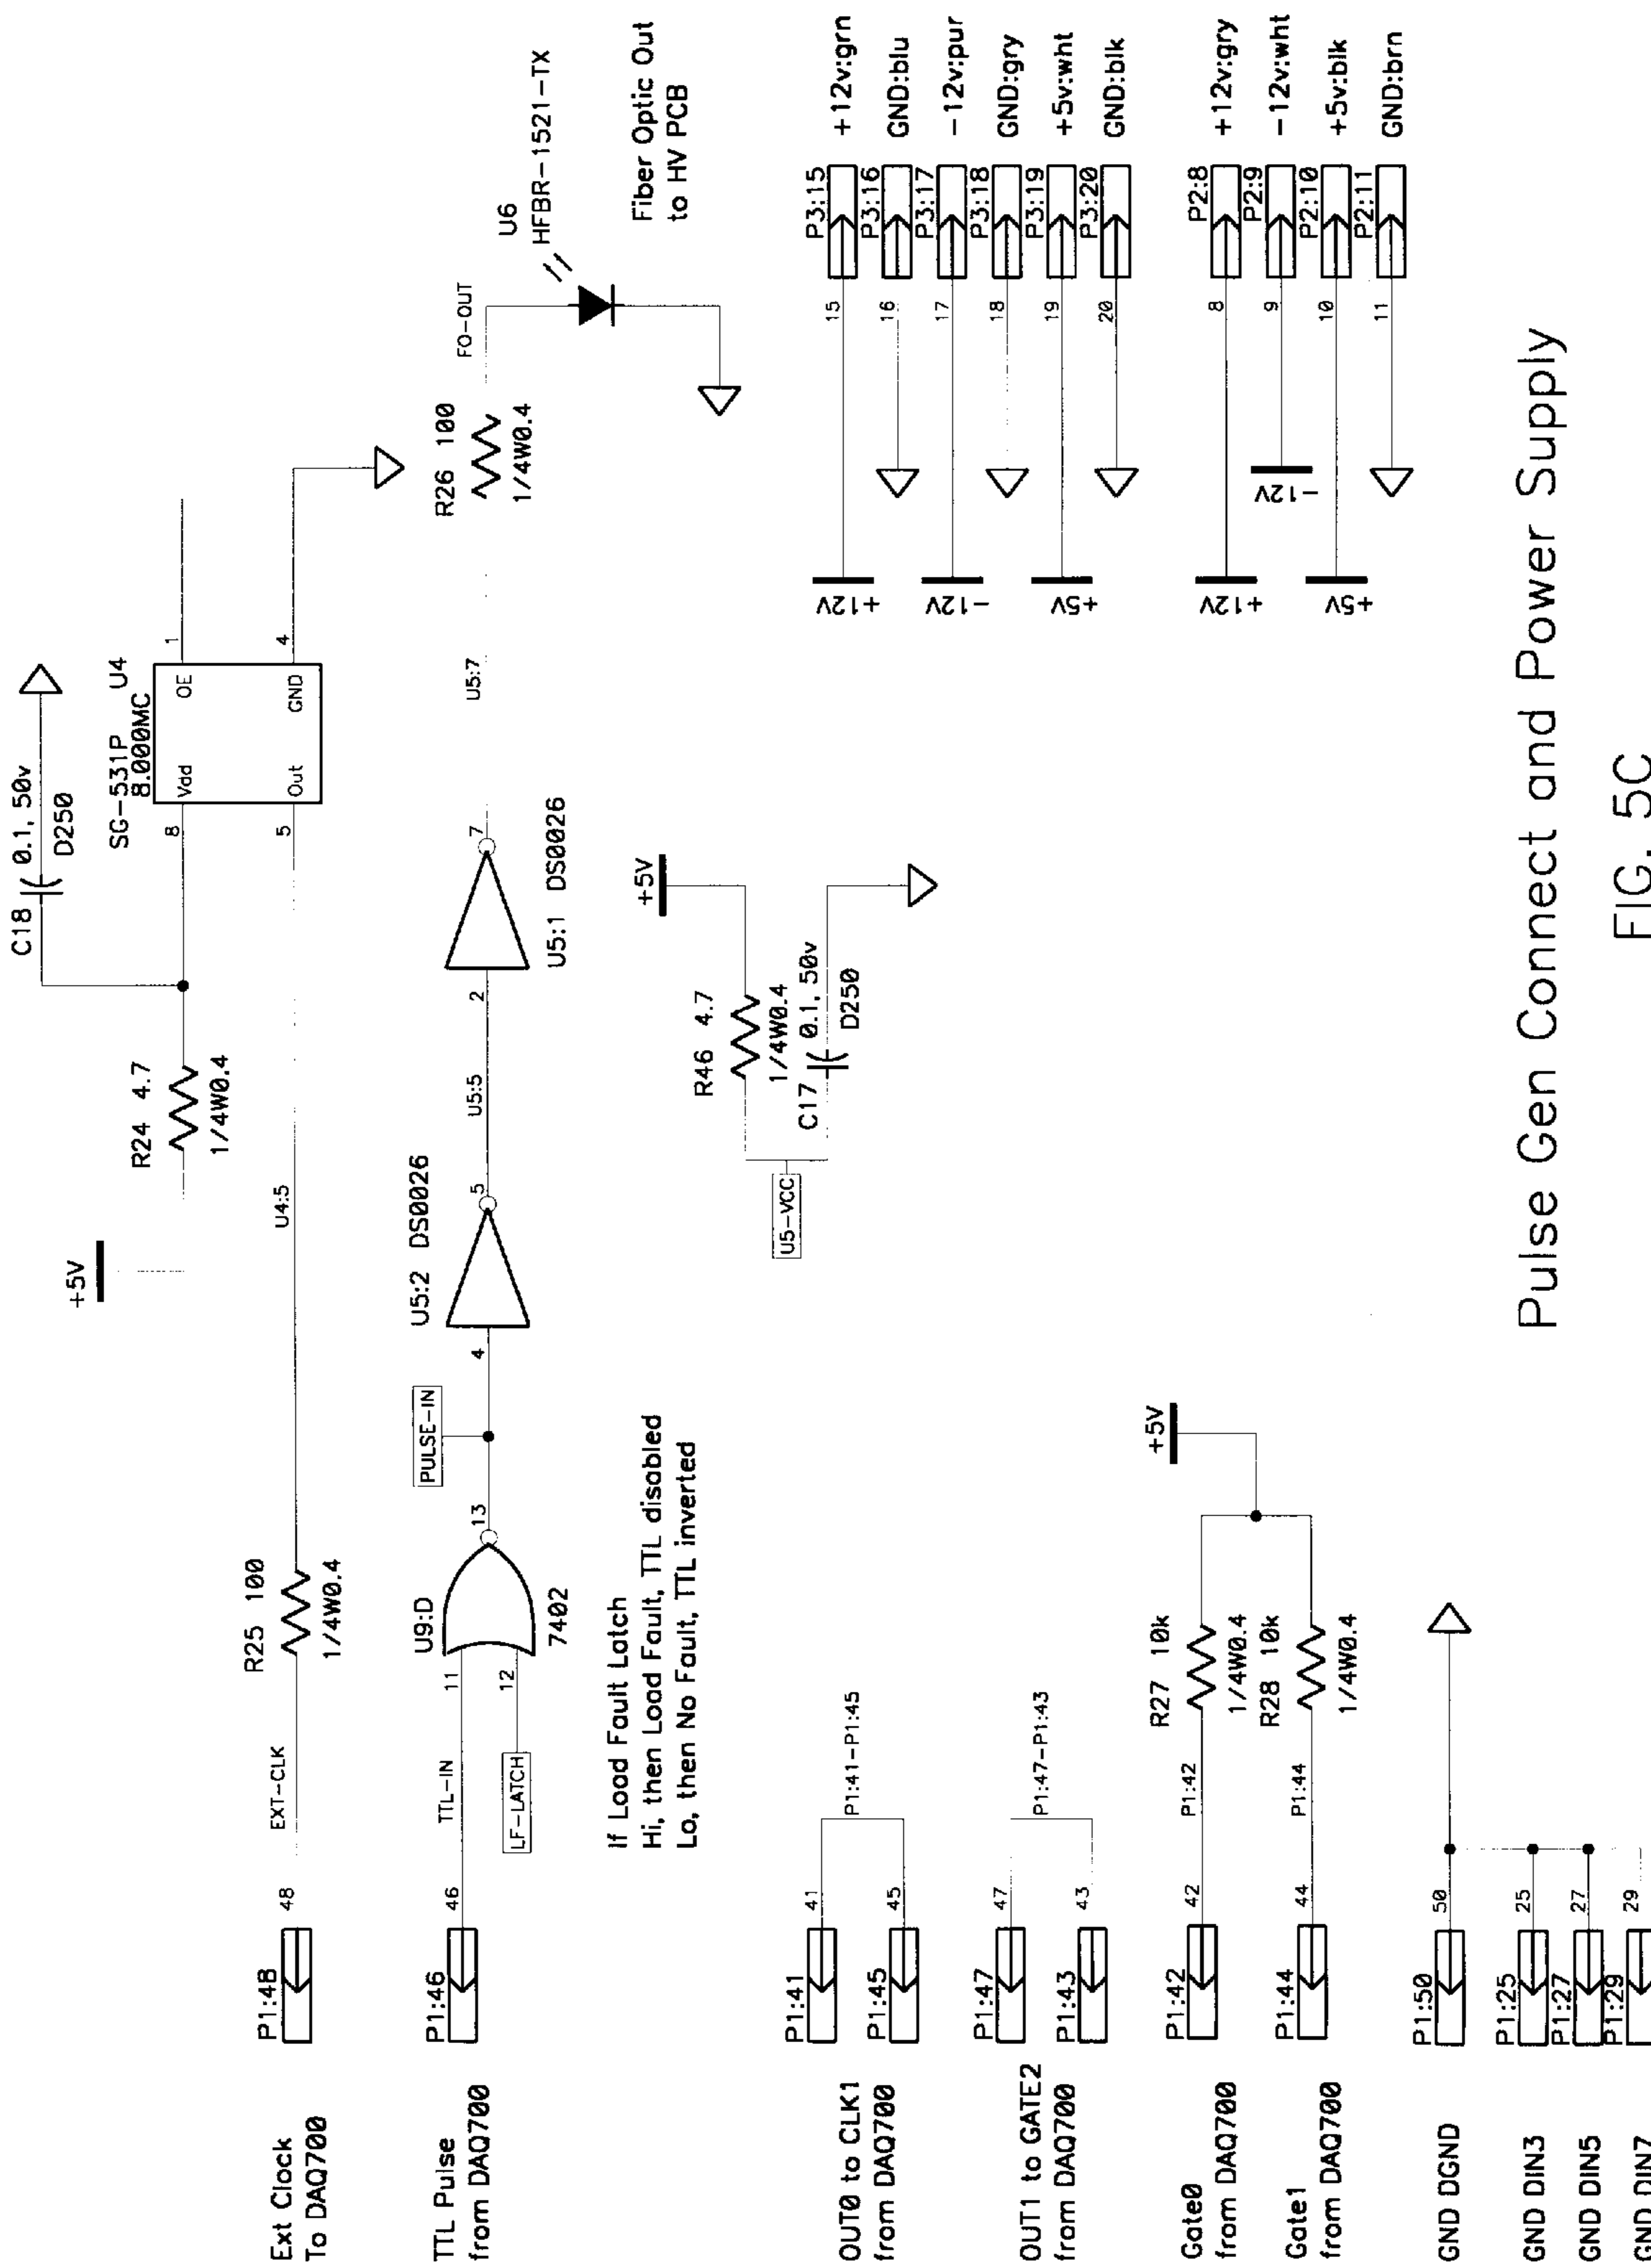 C18
0.1, 50v
D250
SG-531P
U4
8.000MC
8
Vdd
OE
1
5
Out
GND
4
+5V
R24 4.7
1/4W0.4
U4:5
R25 100
1/4W0.4
EXT-CLK
48
P1:48
Ext Clock
To DAQ700
TTL Pulse
from DAQ700
P1:46
46
TTL-IN
11
LF-LATCH
12
U9:D
7402
13
PULSE-IN
4
U5:2 DS0026
5
U5:5
2
U5:1 DS0026
7
U5:7
R26 100
1/4W0.4
FO-OUT
U6
HFBR-1521-TX
Fiber Optic Out
to HV PCB
If Load Fault Latch
Hi, then Load Fault, TTL disabled
Lo, then No Fault, TTL inverted
U5-VCC
R46 4.7
1/4W0.4
C17
0.1, 50v
D250
+5V
OUT0 to CLK1
from DAQ700
P1:41
41
P1:45
45
P1:41-P1:45
OUT1 to GATE2
from DAQ700
P1:47
47
P1:43
43
P1:47-P1:43
Gate0
from DAQ700
P1:42
42
P1:42
R27 10k
1/4W0.4
Gate1
from DAQ700
P1:44
44
P1:44
R28 10k
1/4W0.4
+5V
GND DGND
P1:50
50
GND DIN3
P1:25
25
GND DIN5
P1:27
27
GND DIN7
P1:29
29
+12V
15
P3:15
+12v:grn
16
P3:16
GND:blu
-12V
17
P3:17
-12v:pur
18
P3:18
GND:gry
+5V
19
P3:19
+5v:wht
20
P3:20
GND:blk
+12V
8
P2:8
+12v:gry
-12V
9
P2:9
-12v:wht
+5V
10
P2:10
+5v:blk
11
P2:11
GND:brn
Pulse Gen Connect and Power Supply
FIG. 5C